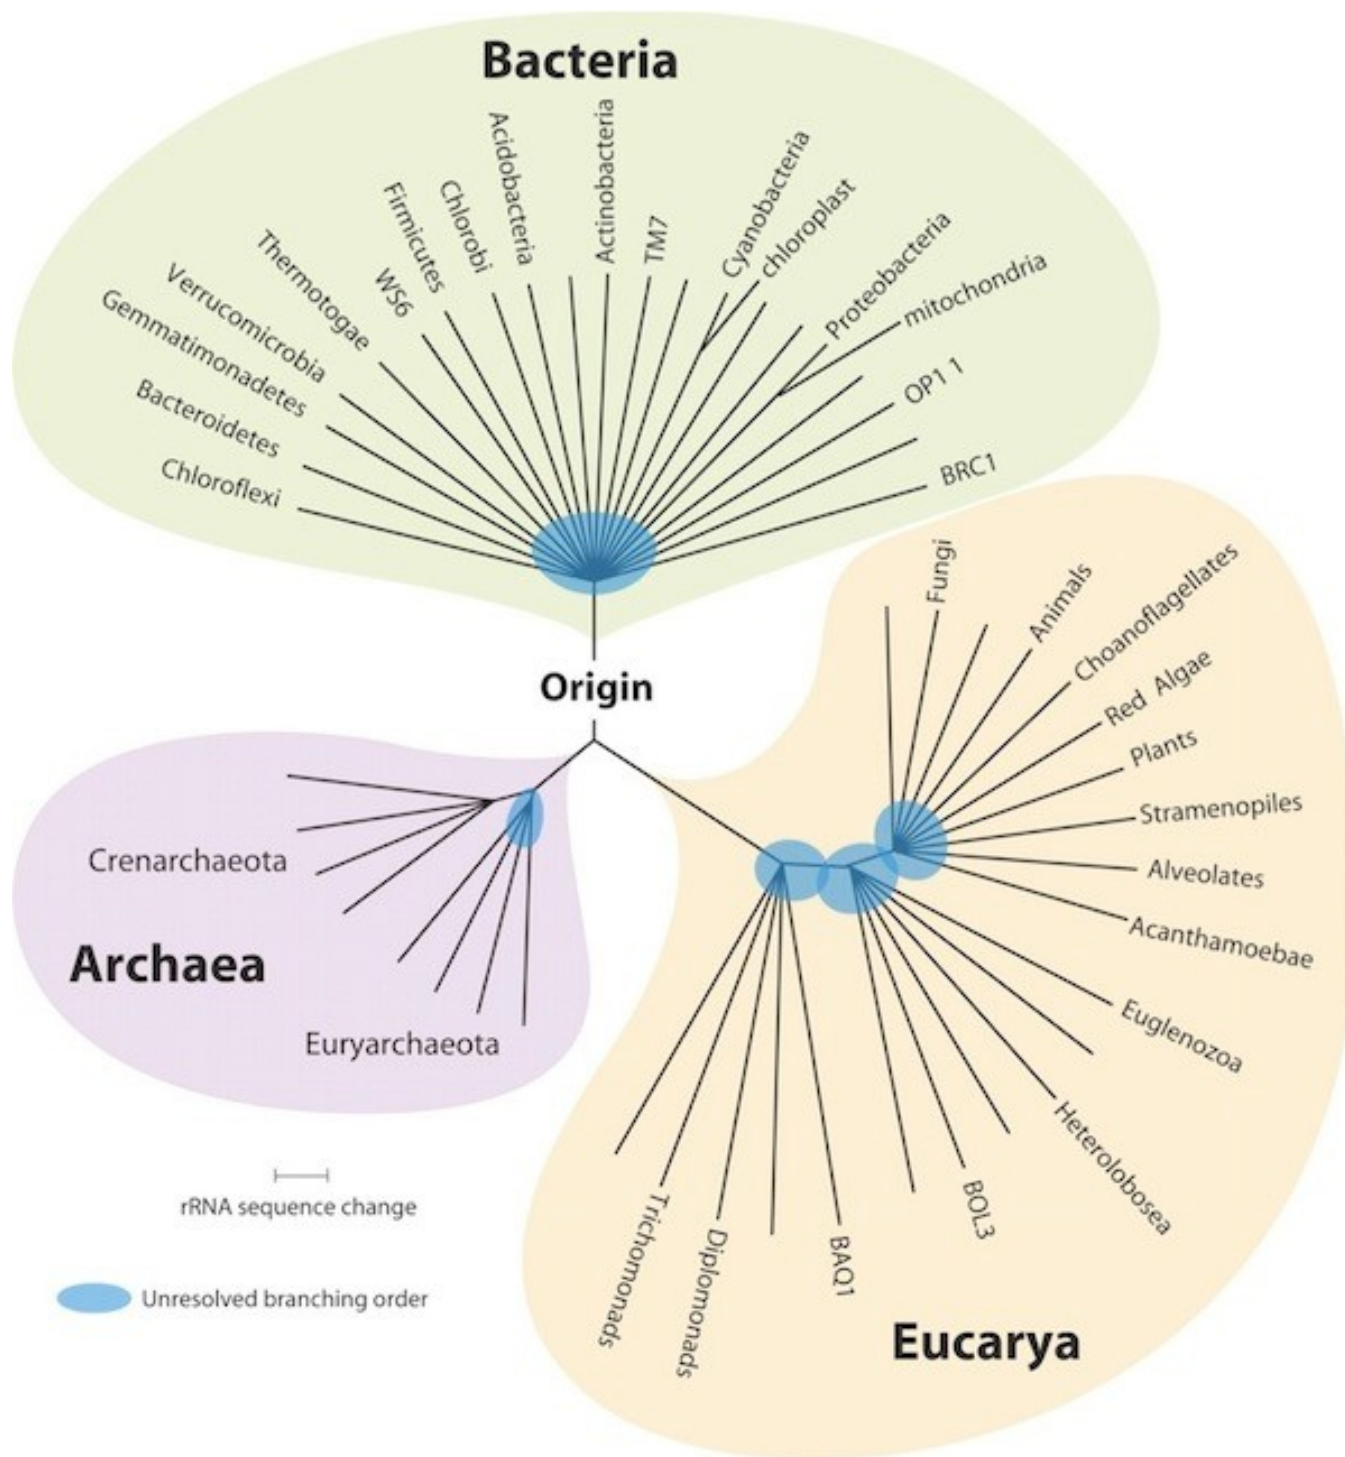 Bacteria
Chloroflexi
Bacteroidetes
Gemmatimonadetes
Verrucomicrobia
Thermotogae
WS6
Firmicutes
Chlorobi
Acidobacteria
Actinobacteria
TM7
Cyanobacteria
chloroplast
Proteobacteria
mitochondria
OP1 1
BRC1
Origin
Fungi
Animals
Choanoflagellates
Red Algae
Plants
Stramenopiles
Alveolates
Acanthamoebae
Euglenozoa
Heterolobosea
BOL3
BAQ1
Diplomonads
Trichomonads
Eucarya
Crenarchaeota
Archaea
Euryarchaeota
rRNA sequence change
Unresolved branching order